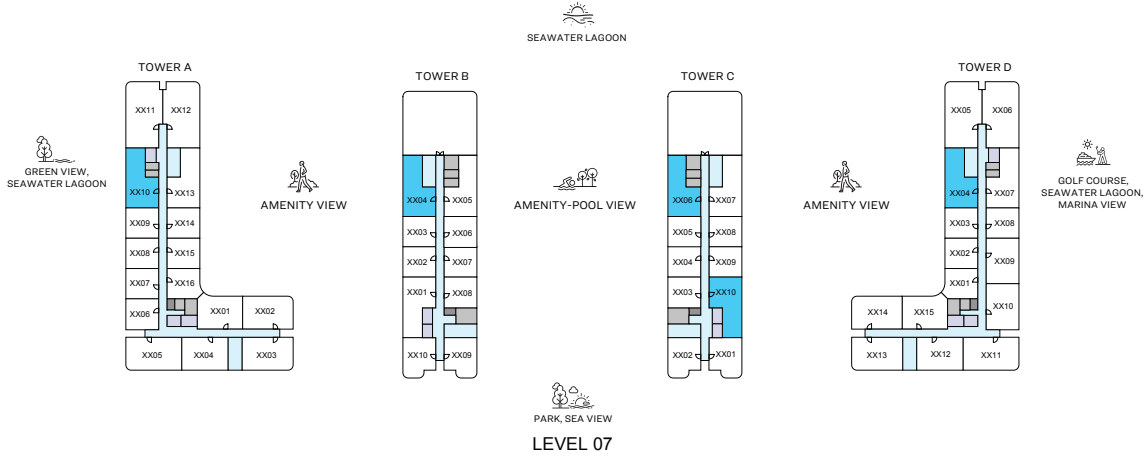 SEAWATER LAGOON
TOWER A
TOWER B
TOWER C
TOWER D
XX11
XX12
XX10
XX13
XX09
XX14
XX08
XX15
XX07
XX16
XX06
XX01
XX02
XX05
XX04
XX03
XX04
XX05
XX03
XX06
XX02
XX07
XX01
XX08
XX10
XX09
XX06
XX07
XX05
XX08
XX04
XX09
XX03
XX10
XX02
XX01
XX05
XX06
XX04
XX07
XX03
XX08
XX02
XX09
XX01
XX10
XX14
XX15
XX13
XX12
XX11
GREEN VIEW,
SEAWATER LAGOON
AMENITY VIEW
AMENITY-POOL VIEW
AMENITY VIEW
GOLF COURSE,
SEAWATER LAGOON,
MARINA VIEW
PARK, SEA VIEW
LEVEL 07